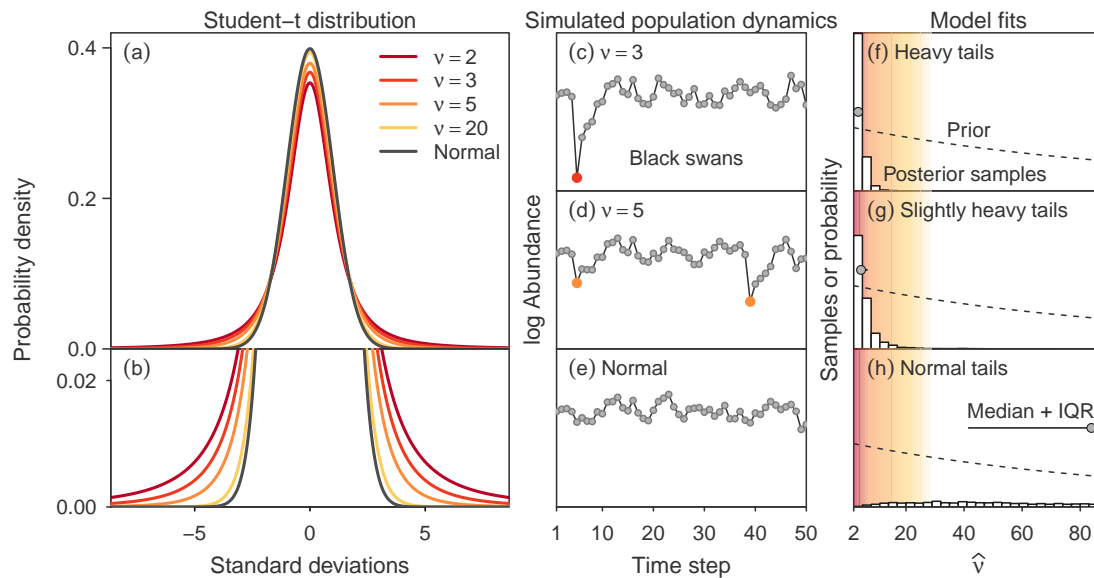 Student−t distribution
Simulated population dynamics
Model fits
(a)
ν = 2
ν = 3
ν = 5
ν = 20
Normal
0.4
0.2
0.0
Probability density
(b)
0.02
0.00
−5
0
5
Standard deviations
(c) ν = 3
Black swans
(d) ν = 5
(e) Normal
log Abundance
1
10
20
30
40
50
Time step
(f) Heavy tails
Prior
Posterior samples
(g) Slightly heavy tails
(h) Normal tails
Median + IQR
Samples or probability
2
20
40
60
80
ν̂